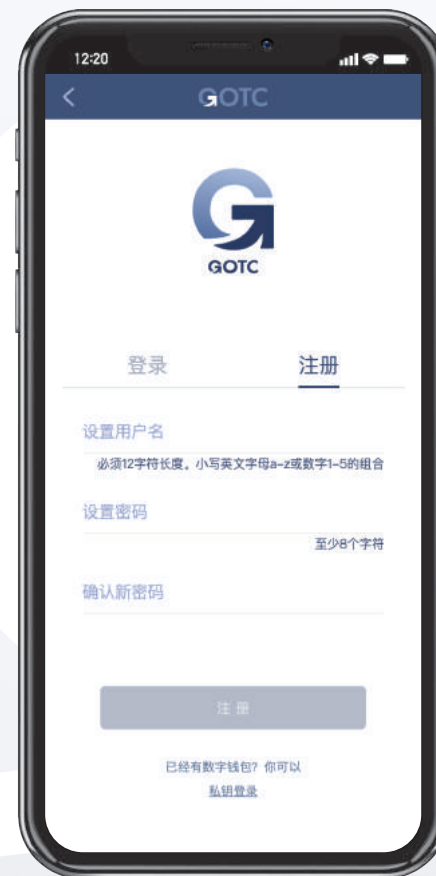 12:20
GOTC
GOTC
登录
注册
设置用户名
必须12字符长度，小写英文字母a-z或数字1-5的组合
设置密码
至少8个字符
确认新密码
注 册
已经有数字钱包？你可以
私钥登录